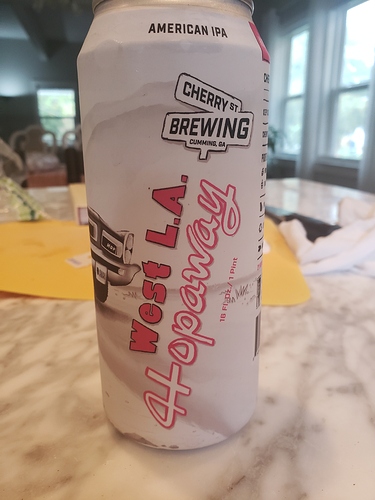 AMERICAN IPA
CHERRY ST
BREWING
CUMMING, GA
West L.A.
Hopaway
16 Fl Oz / 1 Pint